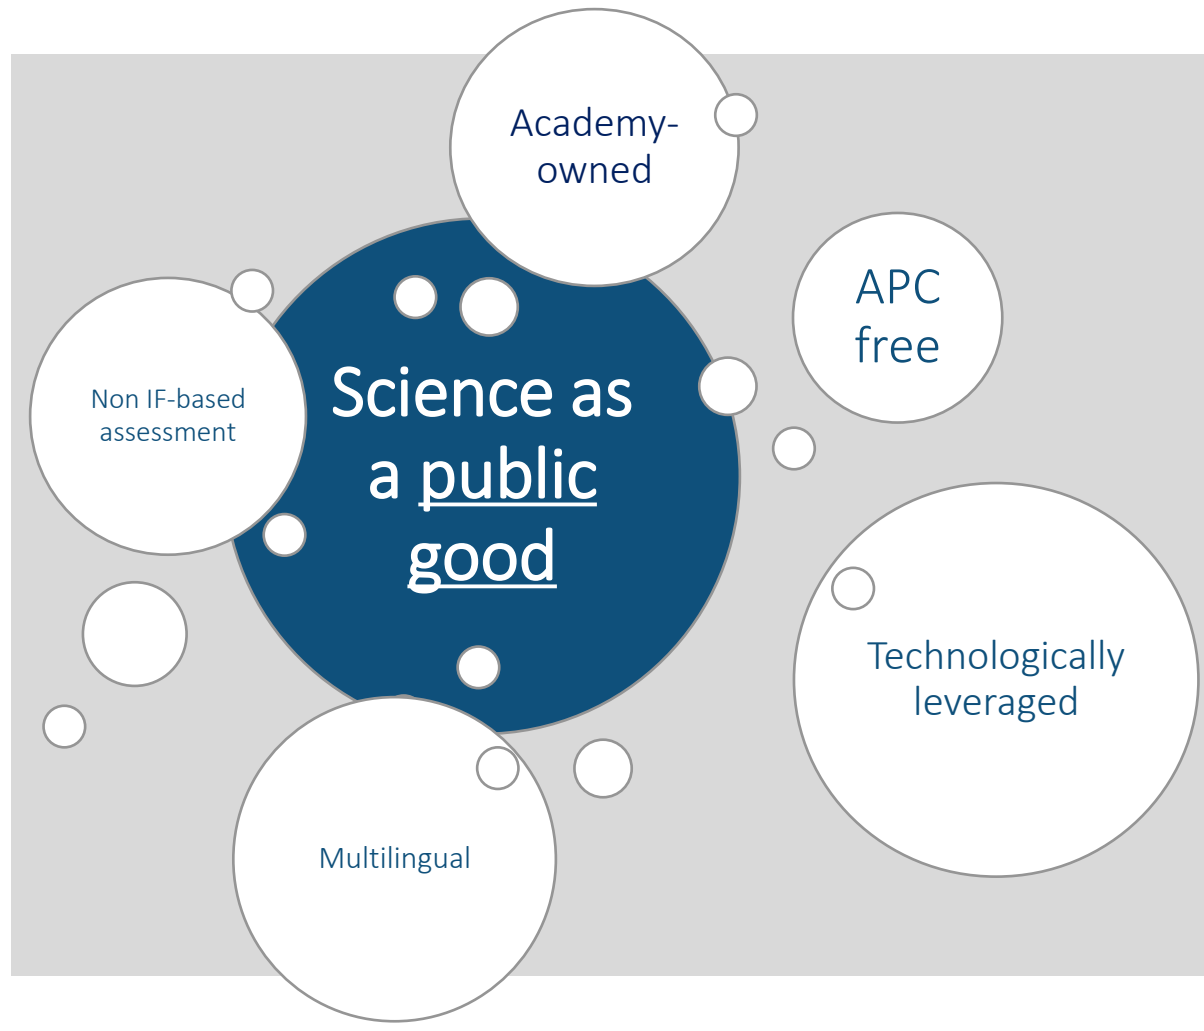 Academy-
owned
APC
free
Non IF-based
assessment
Science as
a public
good
Technologically
leveraged
Multilingual